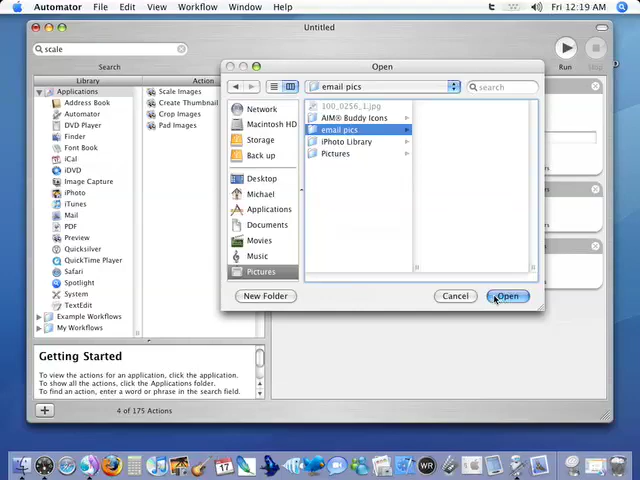 Automator File Edit View Workflow Window Help Fri 12:19 AM
Untitled
scale
Search Run
Library Action
Applications
Address Book
Automator
DVD Player
Finder
Font Book
iCal
iDVD
Image Capture
iPhoto
iTunes
Mail
PDF
Preview
Quicksilver
QuickTime Player
Safari
Spotlight
System
TextEdit
Example Workflows
My Workflows
Scale Images
Create Thumbnail
Crop Images
Pad Images
Open
email pics search
Network
Macintosh HD
Storage
Back up
Desktop
Michael
Applications
Documents
Movies
Music
Pictures
100_0256_1.jpg
AIM® Buddy Icons
email pics
iPhoto Library
Pictures
New Folder Cancel Open
Getting Started
To view the actions for an application, click the application.
To show all the actions, click the Applications folder.
To find an action, enter a word or phrase in the search field.
4 of 175 Actions
17
WR